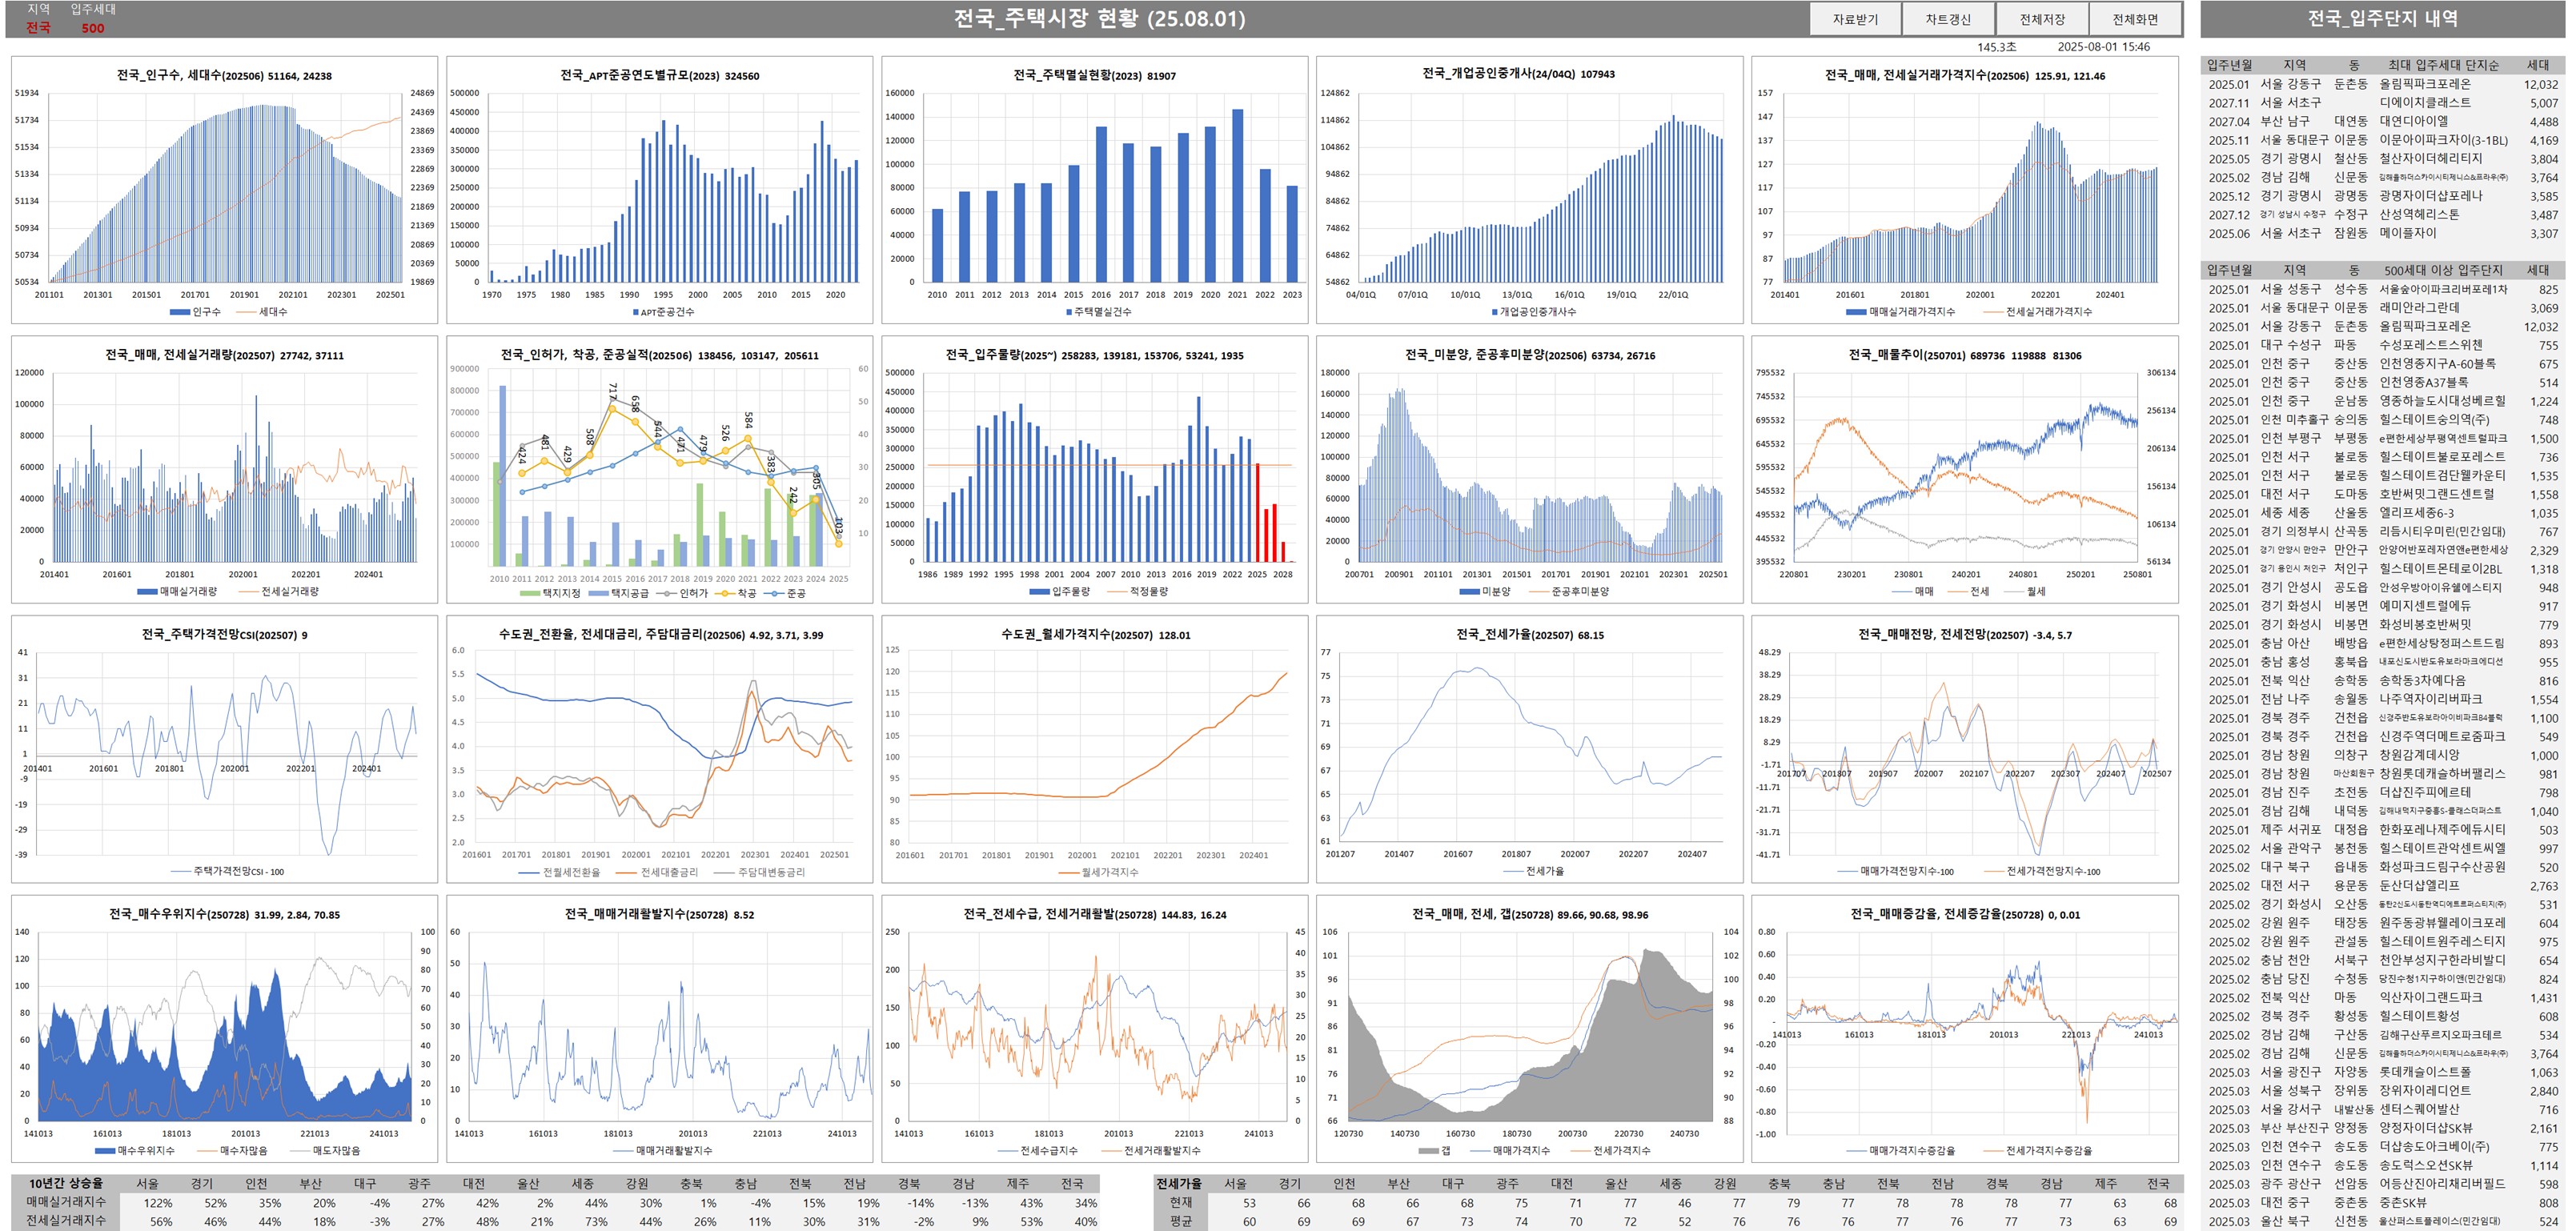 지역 입주세대
전국 500
전국_주택시장 현황 (25.08.01)
자료받기 차트갱신 전체저장 전체화면
145.3초 2025-08-01 15:46
전국_인구수, 세대수(202506) 51164, 24238
인구수 세대수
전국_APT준공연도별규모(2023) 324560
APT준공건수
전국_주택멸실현황(2023) 81907
주택멸실건수
전국_개업공인중개사(24/04Q) 107943
개업공인중개사수
전국_매매, 전세실거래가격지수(202506) 125.91, 121.46
매매실거래가격지수 전세실거래가격지수
전국_매매, 전세실거래량(202507) 27742, 37111
매매실거래량 전세실거래량
전국_인허가, 착공, 준공실적(202506) 138456, 103147, 205611
택지지정 택지공급 인허가 착공 준공
전국_입주물량(2025~) 258283, 139181, 153706, 53241, 1935
입주물량 적정물량
전국_미분양, 준공후미분양(202506) 63734, 26716
미분양 준공후미분양
전국_매물추이(250701) 689736 119888 81306
매매 전세 월세
전국_주택가격전망CSI(202507) 9
주택가격전망CSI - 100
수도권_전환율, 전세대금리, 주담대금리(202506) 4.92, 3.71, 3.99
전월세전환율 전세대출금리 주담대변동금리
수도권_월세가격지수(202507) 128.01
월세가격지수
전국_전세가율(202507) 68.15
전세가율
전국_매매전망, 전세전망(202507) -3.4, 5.7
매매가격전망지수-100 전세가격전망지수-100
전국_매수우위지수(250728) 31.99, 2.84, 70.85
매수우위지수 매수자많음 매도자많음
전국_매매거래활발지수(250728) 8.52
매매거래활발지수
전국_전세수급, 전세거래활발(250728) 144.83, 16.24
전세수급지수 전세거래활발지수
전국_매매, 전세, 갭(250728) 89.66, 90.68, 98.96
갭 매매가격지수 전세가격지수
전국_매매증감율, 전세증감율(250728) 0, 0.01
매매가격지수증감율 전세가격지수증감율
10년간 상승율 서울 경기 인천 부산 대구 광주 대전 울산 세종 강원 충북 충남 전북 전남 경북 경남 제주 전국
매매실거래지수 122% 52% 35% 20% -4% 27% 42% 2% 44% 30% 1% -4% 15% 19% -14% -13% 43% 34%
전세실거래지수 56% 46% 44% 18% -3% 27% 48% 21% 73% 44% 26% 11% 30% 31% -2% 9% 53% 40%
전세가율 서울 경기 인천 부산 대구 광주 대전 울산 세종 강원 충북 충남 전북 전남 경북 경남 제주 전국
현재 53 66 68 66 68 75 71 77 46 77 79 77 77 78 78 77 63 68
평균 60 69 69 67 73 74 70 72 52 76 76 76 77 76 77 73 63 69
전국_입주단지 내역
입주년월 지역 동 최대 입주세대 단지순 세대
2025.01 서울 강동구 둔촌동 올림픽파크포레온 12,032
2027.11 서울 서초구 디에이치클래스트 5,007
2027.04 부산 남구 대연동 대연디아이엘 4,488
2025.11 서울 동대문구 이문동 이문아이파크자이(3-1BL) 4,169
2025.05 경기 광명시 철산동 철산자이더헤리티지 3,804
2025.02 경남 김해 신문동 김해율하더스카이시티제니스&프라우(주) 3,764
2025.12 경기 광명시 광명동 광명자이더샵포레나 3,585
2027.12 경기 성남시 수정구 수정구 산성역헤리스톤 3,487
2025.06 서울 서초구 잠원동 메이플자이 3,307
입주년월 지역 동 500세대 이상 입주단지 세대
2025.01 서울 성동구 성수동 서울숲아이파크리버포레1차 825
2025.01 서울 동대문구 이문동 래미안라그란데 3,069
2025.01 서울 강동구 둔촌동 올림픽파크포레온 12,032
2025.01 대구 수성구 파동 수성포레스트스위첸 755
2025.01 인천 중구 중산동 인천영종지구A-60블록 675
2025.01 인천 중구 중산동 인천영종A37블록 514
2025.01 인천 중구 운남동 영종하늘도시대성베르힐 1,224
2025.01 인천 미추홀구 숭의동 힐스테이트숭의역(주) 748
2025.01 인천 부평구 부평동 e편한세상부평역센트럴파크 1,500
2025.01 인천 서구 불로동 힐스테이트불로포레스트 736
2025.01 인천 서구 불로동 힐스테이트검단웰카운티 1,535
2025.01 대전 서구 도마동 호반써밋그랜드센트럴 1,558
2025.01 세종 세종 산울동 엘리프세종6-3 1,035
2025.01 경기 의정부시 산곡동 리듬시티우미린(민간임대) 767
2025.01 경기 안양시 만안구 만안구 안양어반포레자연앤e편한세상 2,329
2025.01 경기 용인시 처인구 처인구 힐스테이트몬테로이2BL 1,318
2025.01 경기 안성시 공도읍 안성우방아이유쉘에스티지 948
2025.01 경기 화성시 비봉면 예미지센트럴에듀 917
2025.01 경기 화성시 비봉면 화성비봉호반써밋 779
2025.01 충남 아산 배방읍 e편한세상탕정퍼스트드림 893
2025.01 충남 홍성 홍북읍 내포신도시반도유보라마크에디션 955
2025.01 전북 익산 송학동 송학동3차예다음 816
2025.01 전남 나주 송월동 나주역자이리버파크 1,554
2025.01 경북 경주 건천읍 신경주반도유보라아이비파크B4블럭 1,100
2025.01 경북 경주 건천읍 신경주역더메트로줌파크 549
2025.01 경남 창원 의창구 창원감계데시앙 1,000
2025.01 경남 창원 마산회원구 창원롯데캐슬하버팰리스 981
2025.01 경남 진주 초전동 더샵진주피에르테 798
2025.01 경남 김해 내덕동 김해내덕지구중흥S-클래스더퍼스트 1,040
2025.01 제주 서귀포 대정읍 한화포레나제주에듀시티 503
2025.02 서울 관악구 봉천동 힐스테이트관악센트씨엘 997
2025.02 대구 북구 읍내동 화성파크드림구수산공원 520
2025.02 대전 서구 용문동 둔산더샵엘리프 2,763
2025.02 경기 화성시 오산동 동탄2신도시동탄역디에트르퍼스티지(주) 531
2025.02 강원 원주 태장동 원주동광뷰웰레이크포레 604
2025.02 강원 원주 관설동 힐스테이트원주레스티지 975
2025.02 충남 천안 서북구 천안부성지구한라비발디 654
2025.02 충남 당진 수청동 당진수청1지구하이앤(민간임대) 824
2025.02 전북 익산 마동 익산자이그랜드파크 1,431
2025.02 경북 경주 황성동 힐스테이트황성 608
2025.02 경남 김해 구산동 김해구산푸르지오파크테르 534
2025.02 경남 김해 신문동 김해율하더스카이시티제니스&프라우(주) 3,764
2025.03 서울 광진구 자양동 롯데캐슬이스트폴 1,063
2025.03 서울 성북구 장위동 장위자이레디언트 2,840
2025.03 서울 강서구 내발산동 센터스퀘어발산 716
2025.03 부산 부산진구 양정동 양정자이더샵SK뷰 2,161
2025.03 인천 연수구 송도동 더샵송도아크베이(주) 775
2025.03 인천 연수구 송도동 송도럭스오션SK뷰 1,114
2025.03 광주 광산구 선암동 어등산진아리채리버필드 598
2025.03 대전 중구 중촌동 중촌SK뷰 808
2025.03 울산 북구 신천동 울산퍼스트플레이스(민간임대) 524